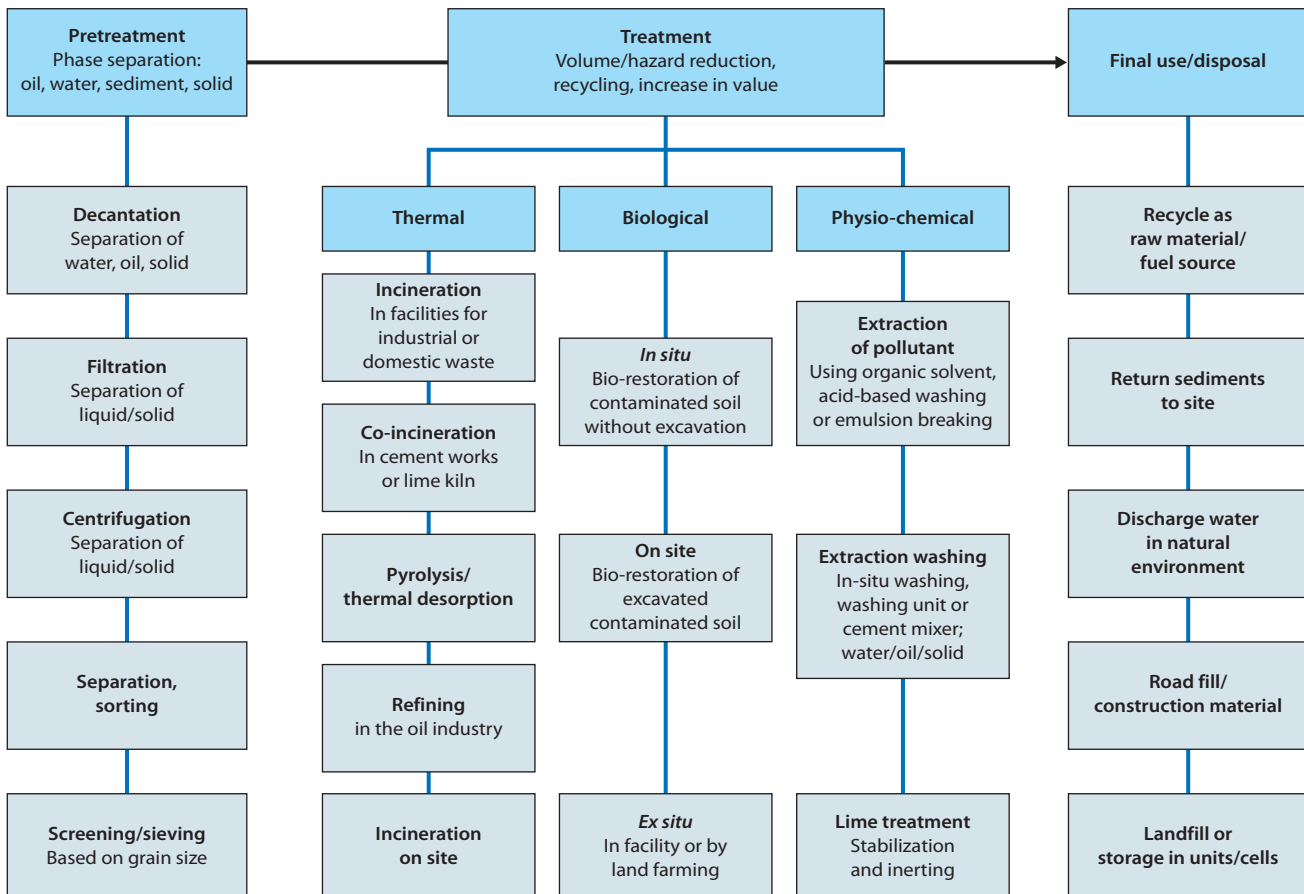 Pretreatment
Phase separation:
oil, water, sediment, solid
Treatment
Volume/hazard reduction,
recycling, increase in value
Final use/disposal
Decantation
Separation of
water, oil, solid
Filtration
Separation of
liquid/solid
Centrifugation
Separation of
liquid/solid
Separation,
sorting
Screening/sieving
Based on grain size
Thermal
Incineration
In facilities for
industrial or
domestic waste
Co-incineration
In cement works
or lime kiln
Pyrolysis/
thermal desorption
Refining
in the oil industry
Incineration
on site
Biological
In situ
Bio-restoration of
contaminated soil
without excavation
On site
Bio-restoration of
excavated
contaminated soil
Ex situ
In facility or by
land farming
Physio-chemical
Extraction
of pollutant
Using organic solvent,
acid-based washing
or emulsion breaking
Extraction washing
In-situ washing,
washing unit or
cement mixer;
water/oil/solid
Lime treatment
Stabilization
and inerting
Recycle as
raw material/
fuel source
Return sediments
to site
Discharge water
in natural
environment
Road fill/
construction material
Landfill or
storage in units/cells